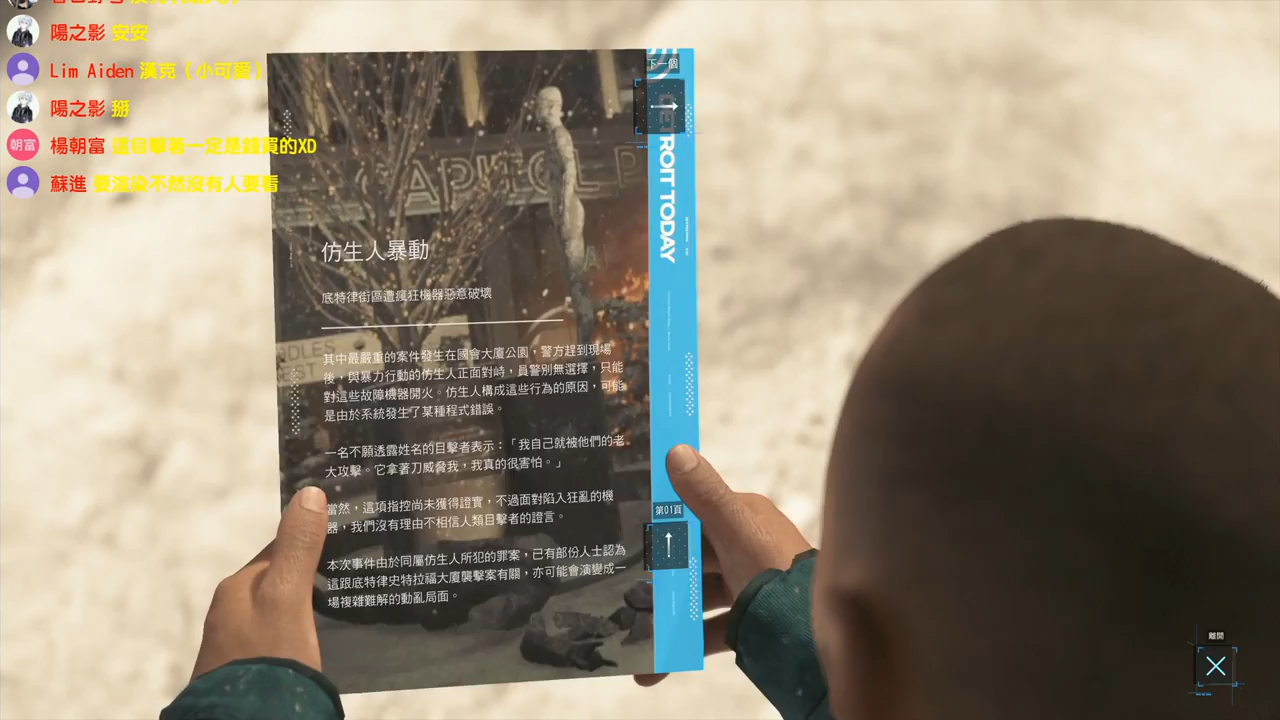 陽之影 安安
Lim Aiden 漢克（小可愛）
陽之影 掰
朝富 楊朝富 這目擊者一定是錢買的XD
蘇進 要渲染不然沒有人要看
下一個
DETROIT TODAY
CAPITOL P
仿生人暴動
底特律街區遭瘋狂機器惡意破壞
其中最嚴重的案件發生在國會大廈公園，警方趕到現場
後，與暴力行動的仿生人正面對峙，員警別無選擇，只能
對這些故障機器開火。仿生人構成這些行為的原因，可能
是由於系統發生了某種程式錯誤。
一名不願透露姓名的目擊者表示：「我自己就被他們的老
大攻擊。它拿著刀威脅我，我真的很害怕。」
當然，這項指控尚未獲得證實，不過面對陷入狂亂的機
器，我們沒有理由不相信人類目擊者的證言。
本次事件由於同屬仿生人所犯的罪案，已有部份人士認為
這跟底特律史特拉福大廈襲擊案有關，亦可能會演變成一
場複雜難解的動亂局面。
第01頁
離開